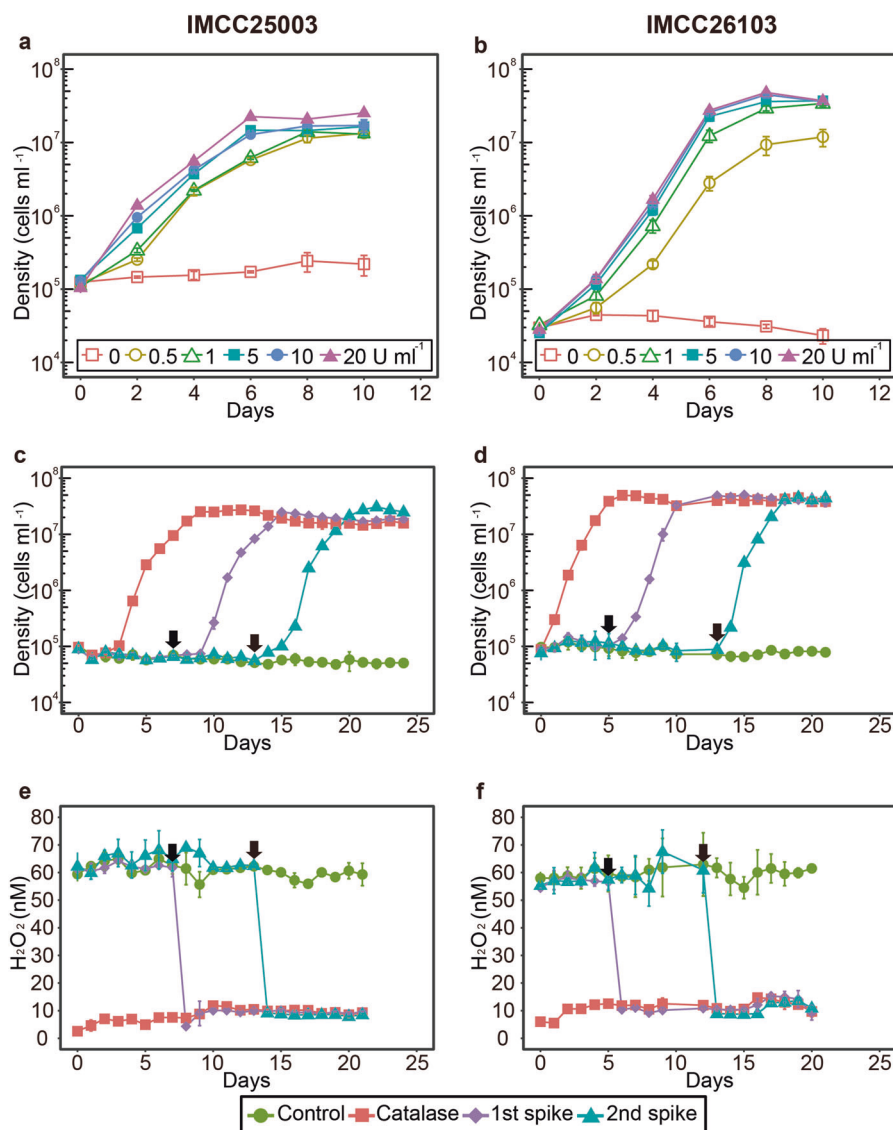 IMCC25003
IMCC26103
a
b
10⁸
10⁷
10⁶
10⁵
10⁴
Density (cells ml⁻¹)
0 0.5 1 5 10 20 U ml⁻¹
0 2 4 6 8 10 12
Days
10⁸
10⁷
10⁶
10⁵
10⁴
Density (cells ml⁻¹)
0 0.5 1 5 10 20 U ml⁻¹
0 2 4 6 8 10 12
Days
c
d
10⁸
10⁷
10⁶
10⁵
10⁴
Density (cells ml⁻¹)
0 5 10 15 20 25
Days
10⁸
10⁷
10⁶
10⁵
10⁴
Density (cells ml⁻¹)
0 5 10 15 20 25
Days
e
f
80
70
60
50
40
30
20
10
0
H₂O₂ (nM)
0 5 10 15 20 25
Days
80
70
60
50
40
30
20
10
0
H₂O₂ (nM)
0 5 10 15 20 25
Days
Control Catalase 1st spike 2nd spike